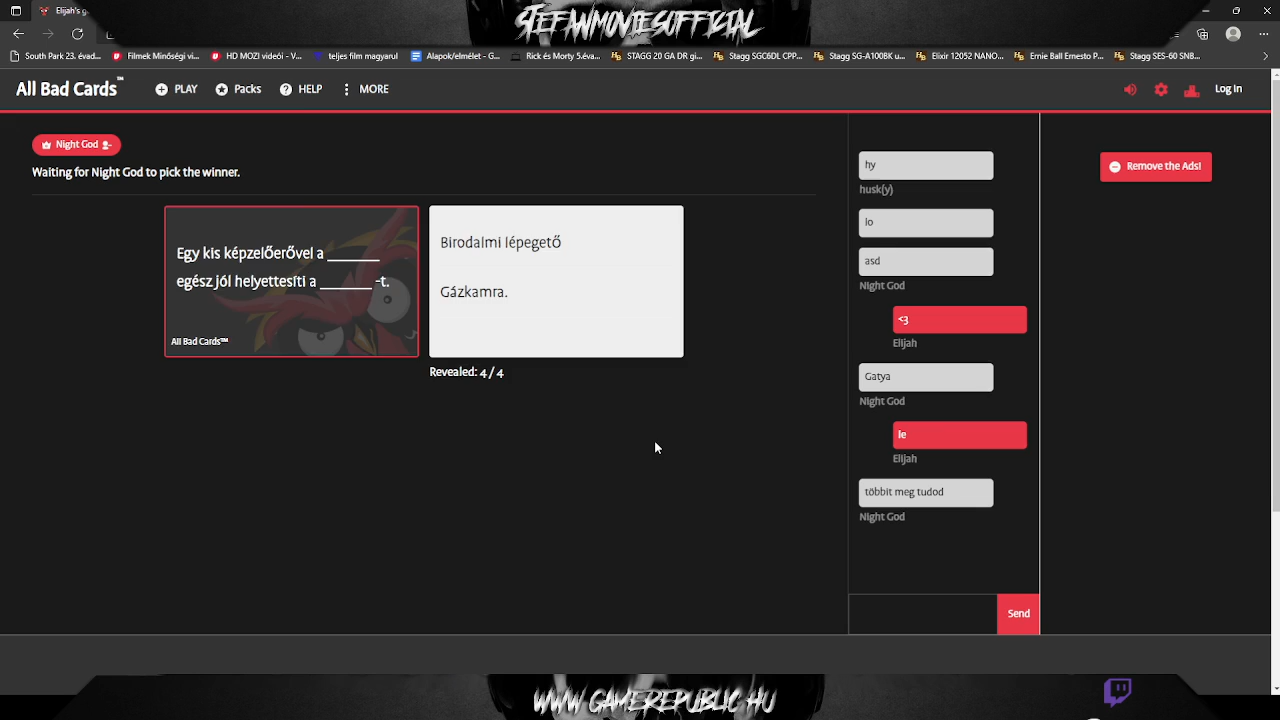 STEFANMOVIESOFFICIAL
Elijah's g
South Park 23. évad...
Filmek Minőségi vi...
HD MOZI videói - V...
teljes film magyarul
Alapok/elmélet - G...
Rick és Morty 5.éva...
STAGG 20 GA DR gi...
Stagg SGC6DL CPP...
Stagg SG-A100BK u...
Elixir 12052 NANO...
Ernie Ball Ernesto P...
Stagg SES-60 SNB...
All Bad Cards™
PLAY
Packs
HELP
MORE
Log In
Night God
Waiting for Night God to pick the winner.
Egy kis képzelőerővel a ______
egész jól helyettesíti a ______ -t.
All Bad Cards™
Birodalmi lépegető
Gázkamra.
Revealed: 4 / 4
hy
husk(y)
lo
asd
Night God
<3
Elijah
Gatya
Night God
le
Elijah
többit meg tudod
Night God
Send
Remove the Ads!
WWW GAMEREPUBLIC.HU